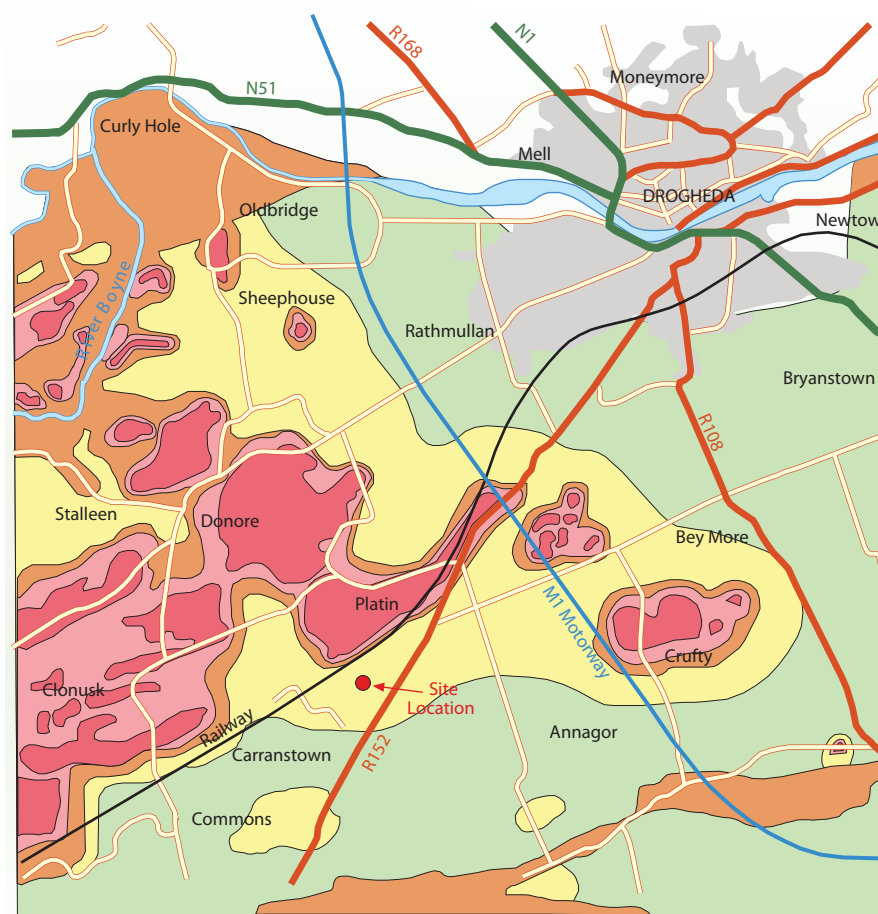 R168
N1
Moneymore
N51
Curly Hole
Mell
DROGHEDA
Oldbridge
Newtow
Sheephouse
River Boyne
Rathmullan
Bryanstown
R108
Stalleen
Donore
Bey More
Platin
M1 Motorway
Crufty
Clonusk
Site
Location
Railway
Annagor
R152
Carranstown
Commons